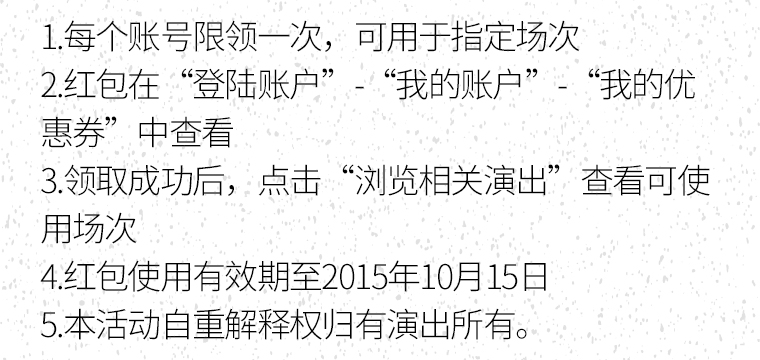 1.每个账号限领一次，可用于指定场次
2.红包在“登陆账户”-“我的账户”-“我的优
惠券”中查看
3.领取成功后，点击“浏览相关演出”查看可使
用场次
4.红包使用有效期至2015年10月15日
5.本活动自重解释权归有演出所有。